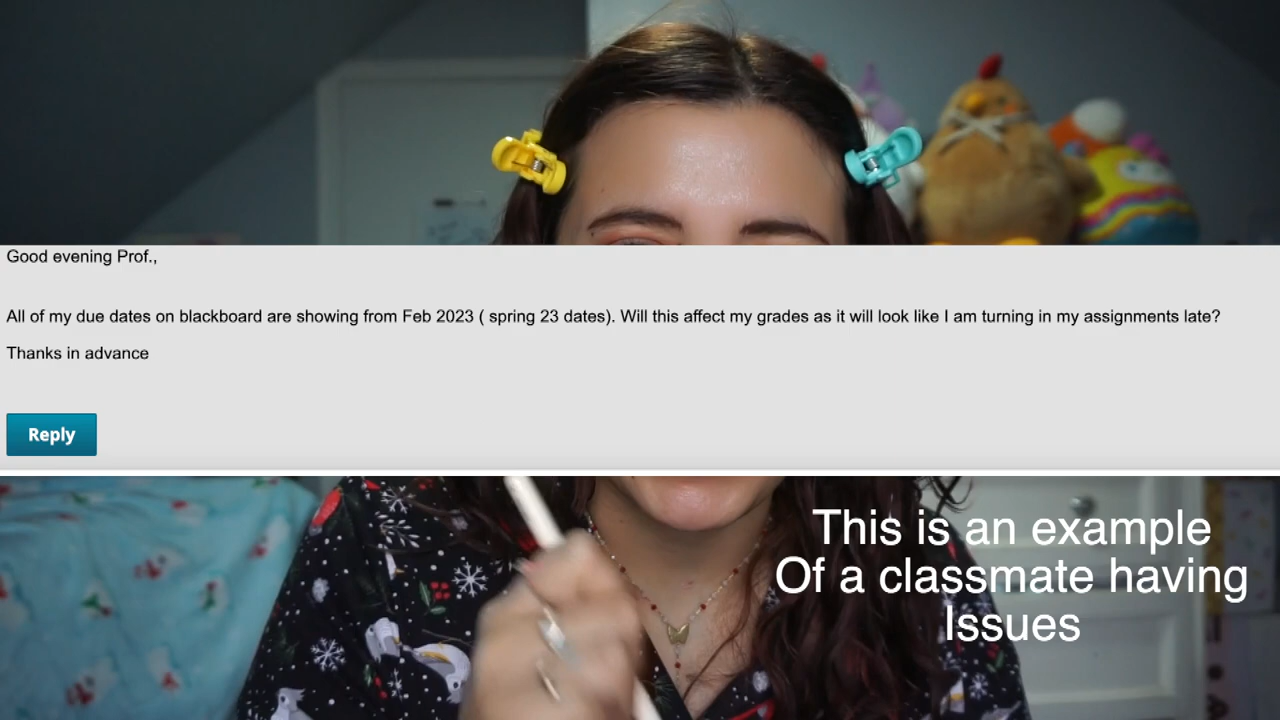 Good evening Prof.,
All of my due dates on blackboard are showing from Feb 2023 ( spring 23 dates). Will this affect my grades as it will look like I am turning in my assignments late?
Thanks in advance
Reply
This is an example
Of a classmate having
Issues